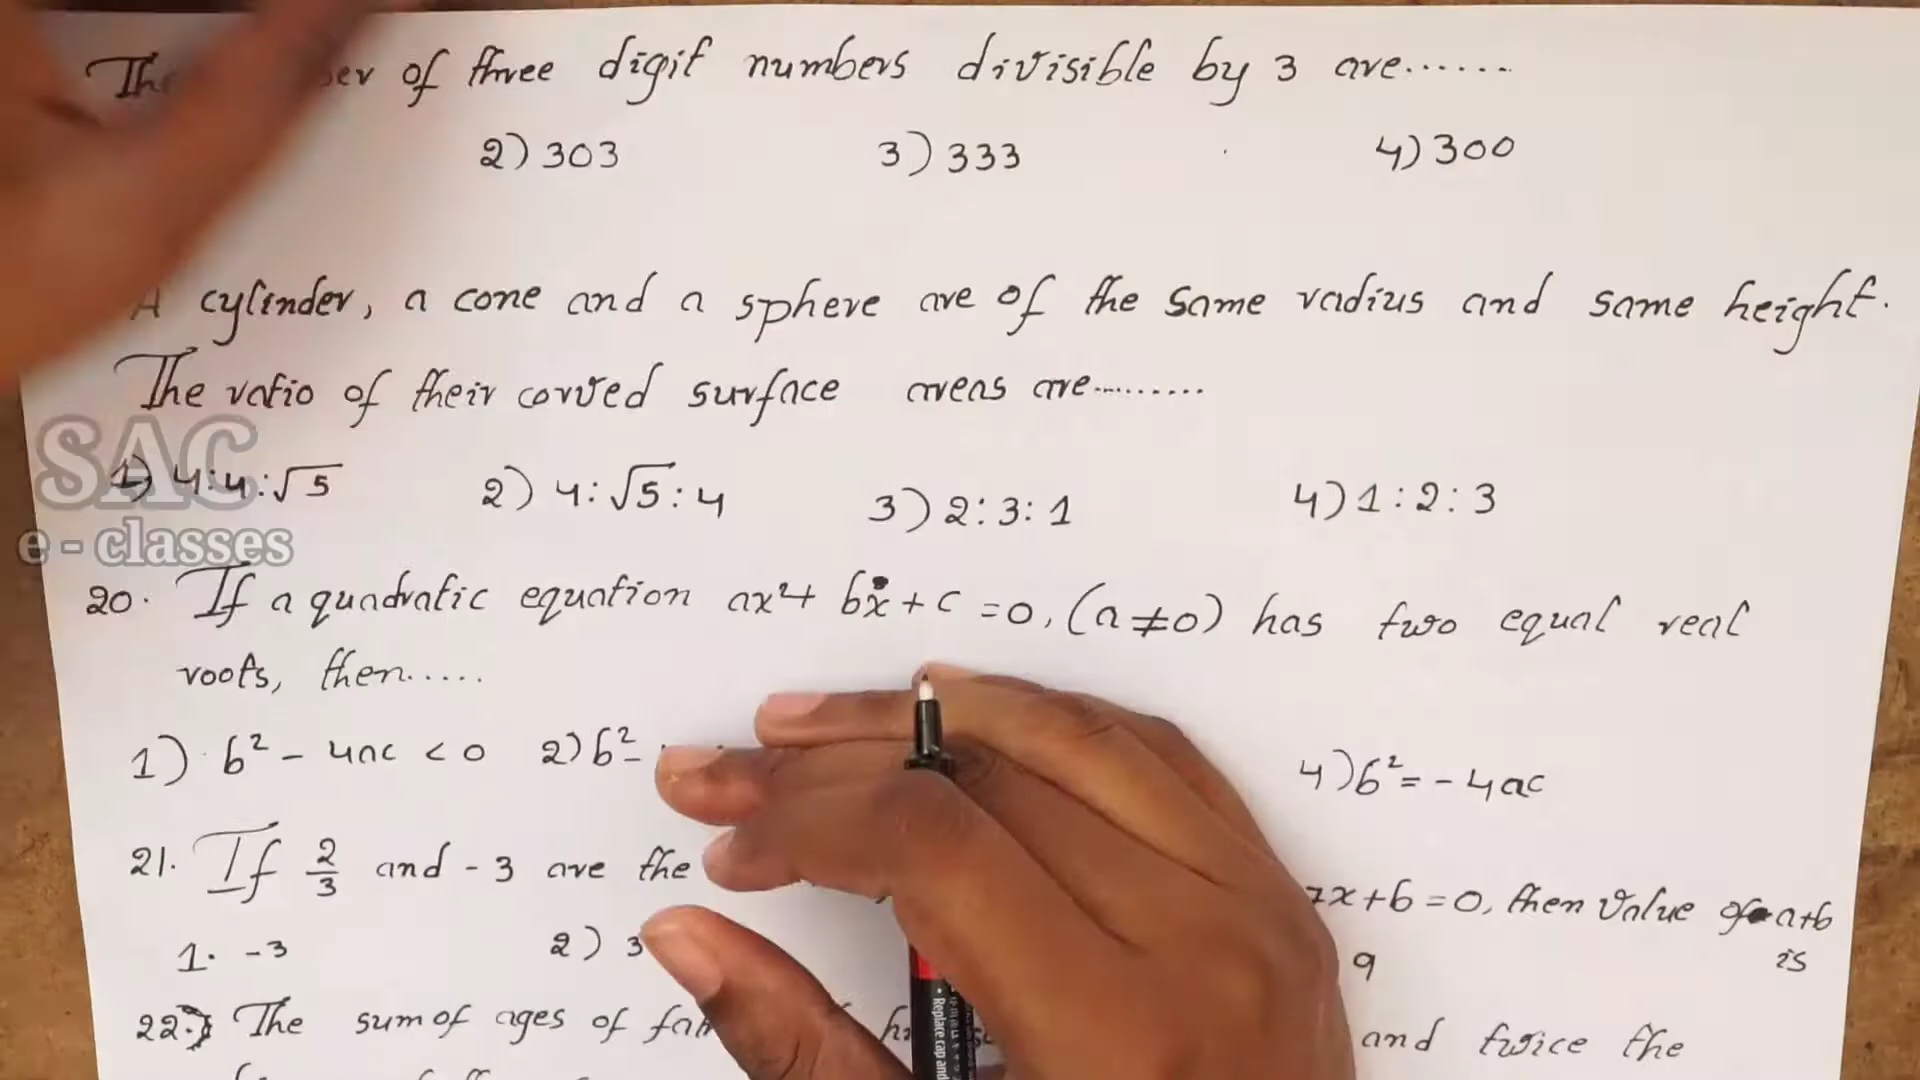 of three digit numbers divisible by 3 are......
2) 303 3) 333 4) 300
A cylinder, a cone and a sphere are of the same radius and same height.
The ratio of their corved surface areas are..........
SAC
1) 4:4:√5 2) 4:√5:4 3) 2:3:1 4) 1:2:3
e - classes
20. If a quadratic equation ax²+ bx+c =0, (a≠0) has two equal real
roots, then.....
1) b² - 4ac < 0 2) b² - 4) b² = - 4ac
21. If 2/3 and - 3 are the 7x+b=0, then value of a+b
is
1. -3 2) 3 9
22. The sum of ages of and twice the
Replace cap and